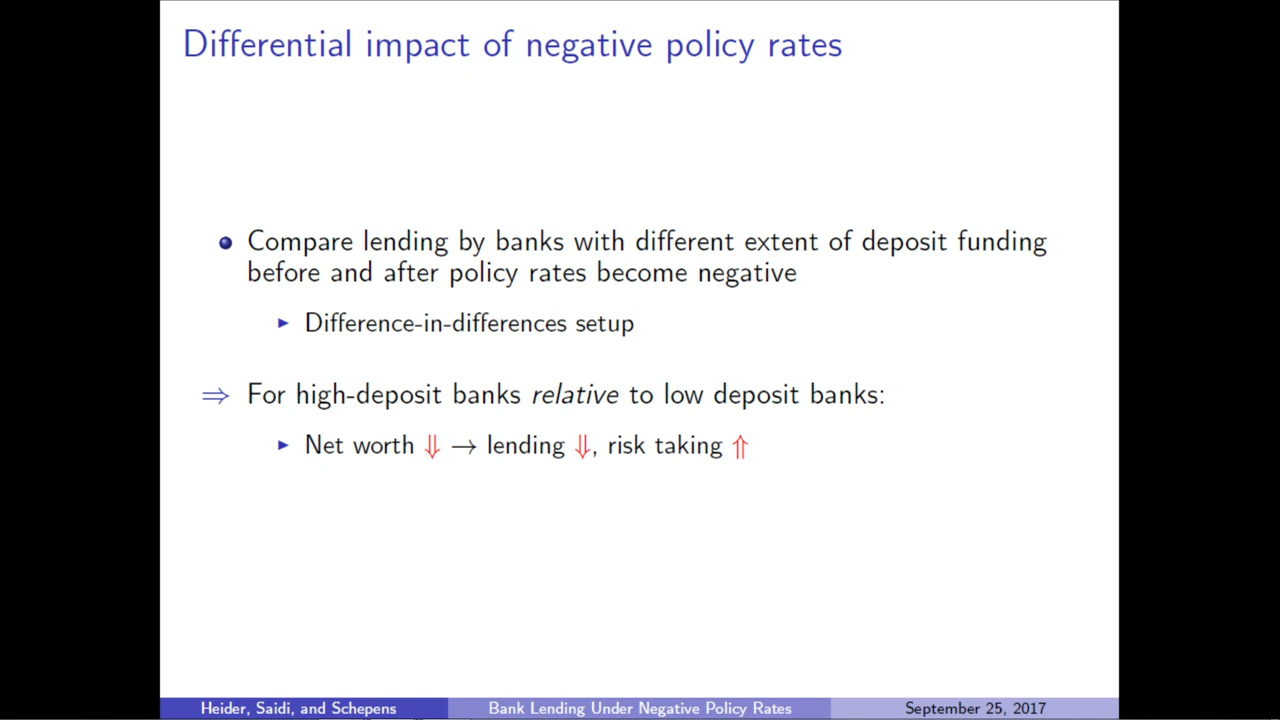 Differential impact of negative policy rates
Compare lending by banks with different extent of deposit funding
before and after policy rates become negative
▶ Difference-in-differences setup
⇒ For high-deposit banks relative to low deposit banks:
▶ Net worth ⇓ → lending ⇓, risk taking ⇑
Heider, Saidi, and Schepens Bank Lending Under Negative Policy Rates September 25, 2017